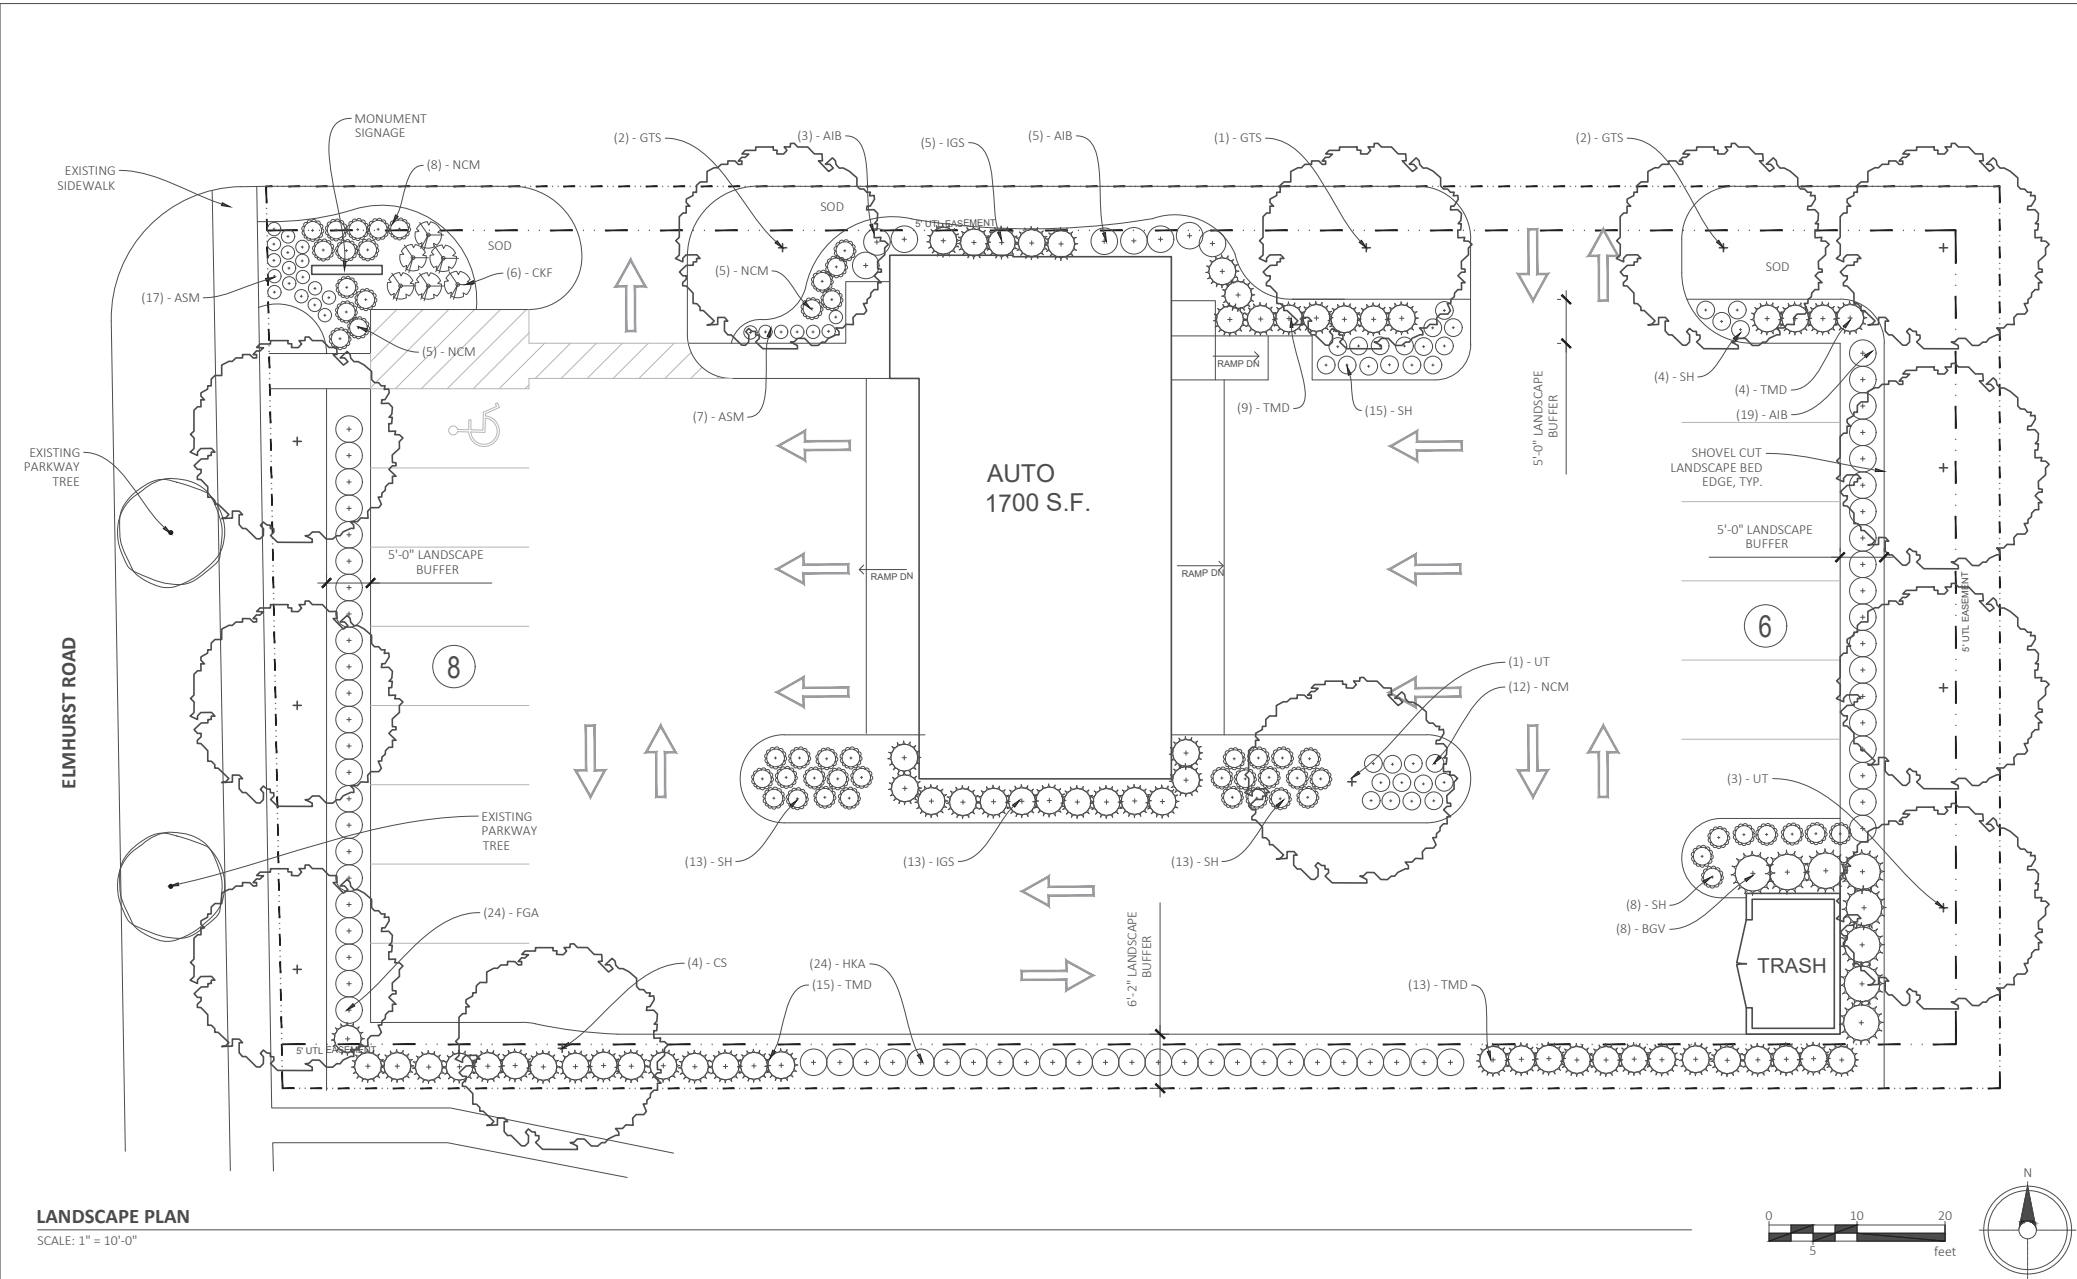 MONUMENT
SIGNAGE
(2) - GTS
(3) - AIB
(5) - IGS
(5) - AIB
(1) - GTS
(2) - GTS
EXISTING
SIDEWALK
(8) - NCM
SOD
5' UTL EASEMENT
SOD
(6) - CKF
(5) - NCM
SOD
(17) - ASM
(5) - NCM
RAMP DN
(7) - ASM
(9) - TMD
(15) - SH
5'-0" LANDSCAPE
BUFFER
(4) - SH
(4) - TMD
(19) - AIB
EXISTING
PARKWAY
TREE
AUTO
1700 S.F.
SHOVEL CUT
LANDSCAPE BED
EDGE, TYP.
5'-0" LANDSCAPE
BUFFER
5'-0" LANDSCAPE
BUFFER
RAMP DN
RAMP DN
5' UTL EASEMENT
ELMHURST ROAD
8
6
(1) - UT
(12) - NCM
(3) - UT
EXISTING
PARKWAY
TREE
(13) - SH
(13) - IGS
(13) - SH
(24) - FGA
(8) - SH
(8) - BGV
(4) - CS
(24) - HKA
(15) - TMD
6'-2" LANDSCAPE
BUFFER
(13) - TMD
TRASH
5' UTL EASEMENT
LANDSCAPE PLAN
SCALE: 1" = 10'-0"
0 10 20
5 feet
N